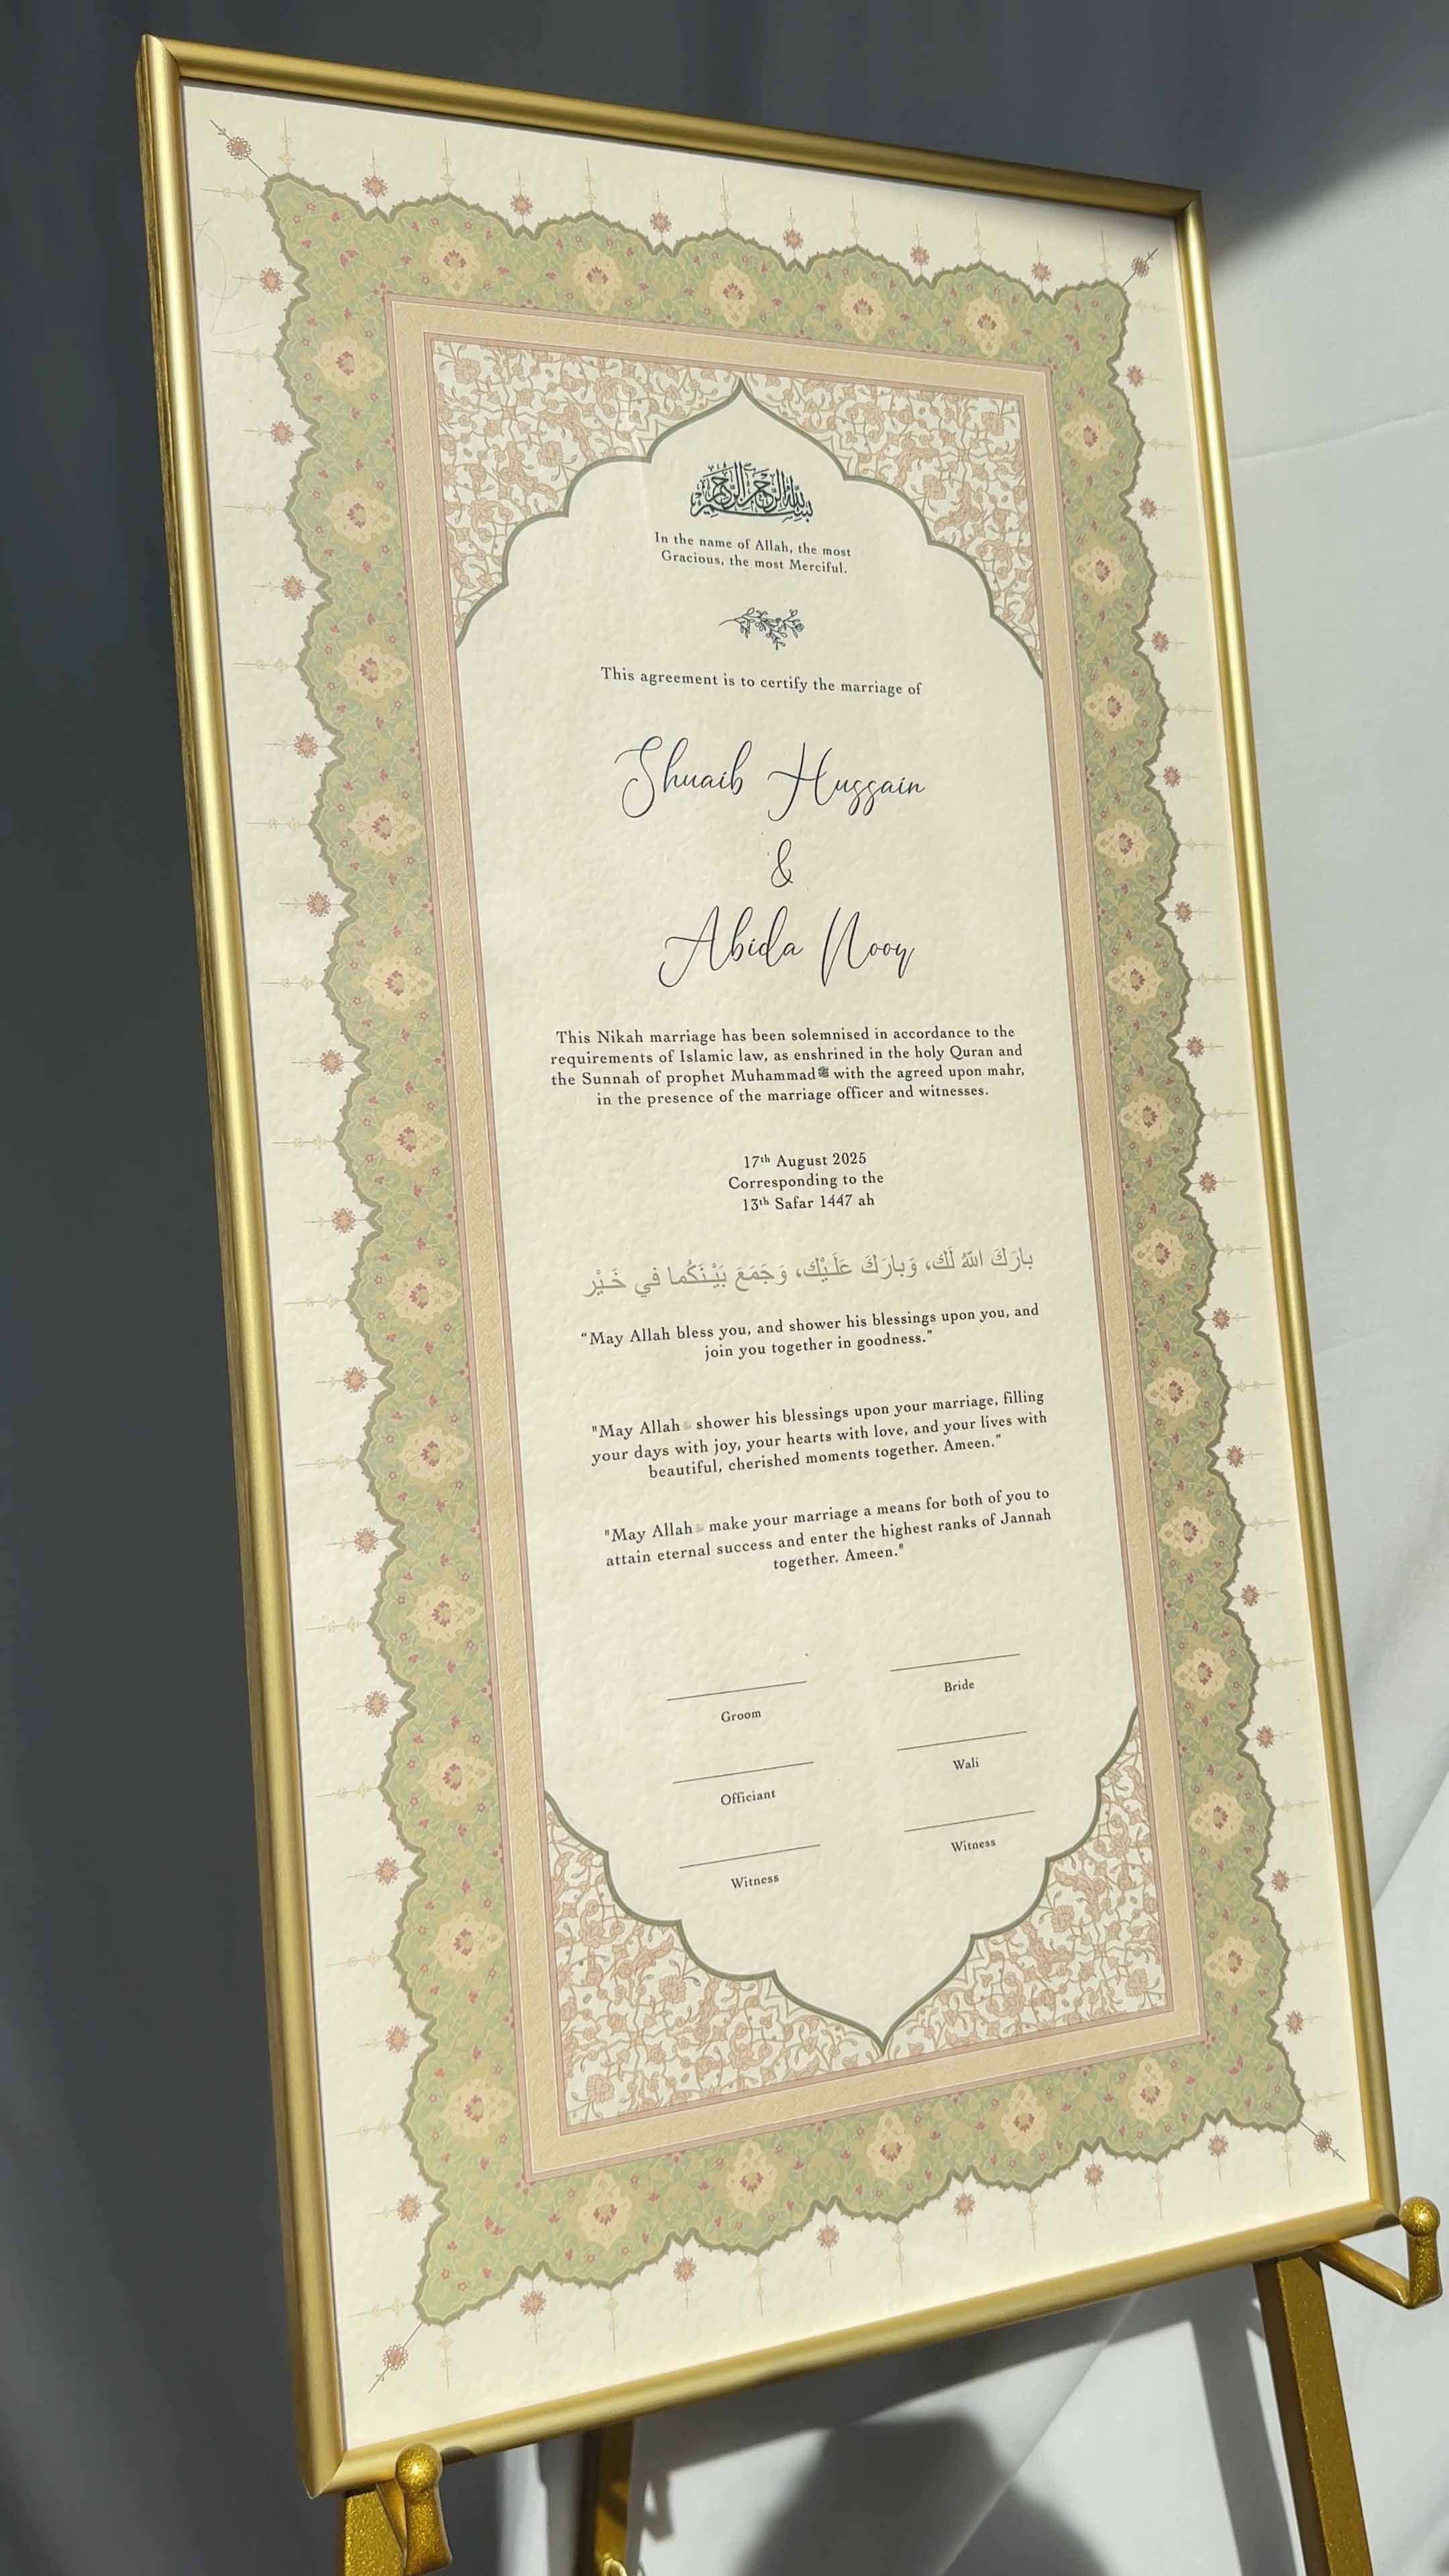 بسم الله الرحمن الرحيم
In the name of Allah, the most
Gracious, the most Merciful.
This agreement is to certify the marriage of
Shuaib Hussain
&
Abida Noor
This Nikah marriage has been solemnised in accordance to the
requirements of Islamic law, as enshrined in the holy Quran and
the Sunnah of prophet Muhammad ﷺ with the agreed upon mahr,
in the presence of the marriage officer and witnesses.
17th August 2025
Corresponding to the
13th Safar 1447 ah
بارَكَ اللهُ لَك، وَبارَكَ عَلَـيْك، وَجَمَعَ بَيْـنَكُما في خَـيْر
“May Allah bless you, and shower his blessings upon you, and
join you together in goodness.”
"May Allah shower his blessings upon your marriage, filling
your days with joy, your hearts with love, and your lives with
beautiful, cherished moments together. Ameen."
"May Allah make your marriage a means for both of you to
attain eternal success and enter the highest ranks of Jannah
together. Ameen."
Groom
Bride
Officiant
Wali
Witness
Witness